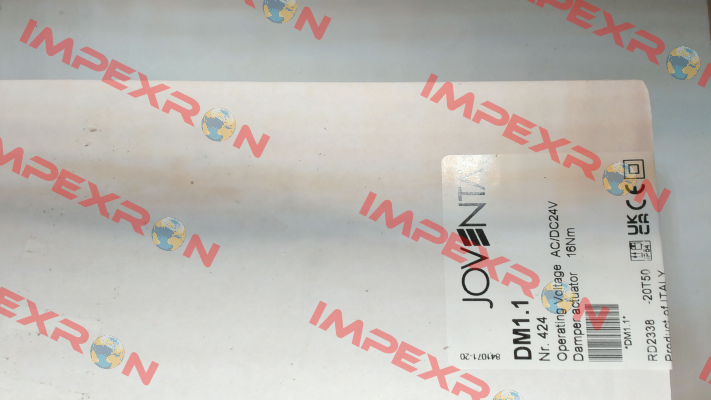 JOVENTA
DM1.1
Nr. 424
Operating Voltage AC/DC24V
Damper actuator 16Nm
841071-20
*DM1.1*
RD2338 -20T50
Product of ITALY
UK
CA
CE
IMPEXRON
IMPEXRON
IMPEXRON
IMPEXRON
IMPEXRON
IMPEXRON
IMPEXRON
IMPEXRON